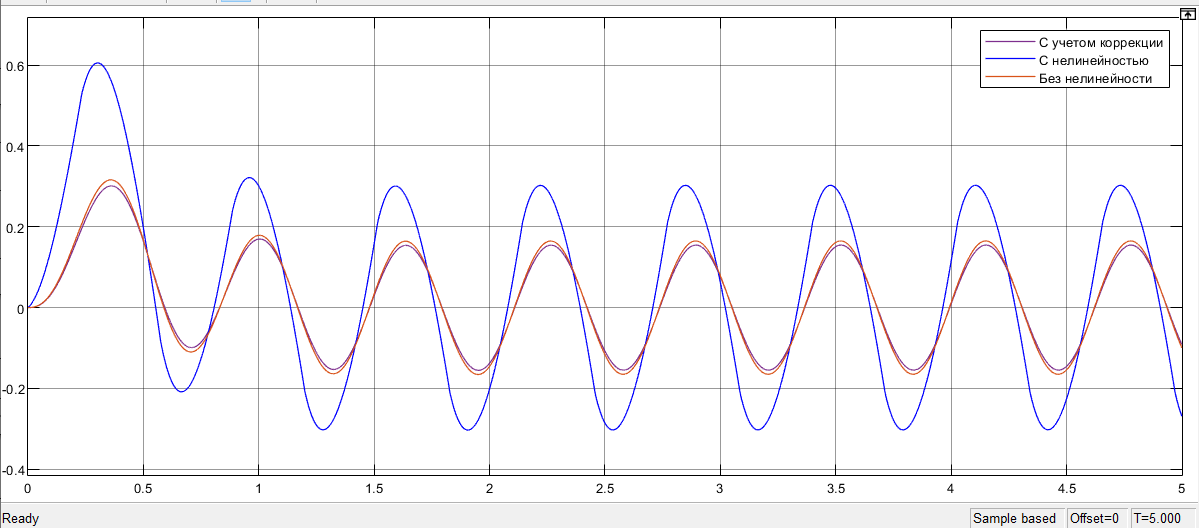 С учетом коррекции
С нелинейностью
Без нелинейности
0.6
0.4
0.2
0
-0.2
-0.4
0 0.5 1 1.5 2 2.5 3 3.5 4 4.5 5
Ready Sample based Offset=0 T=5.000